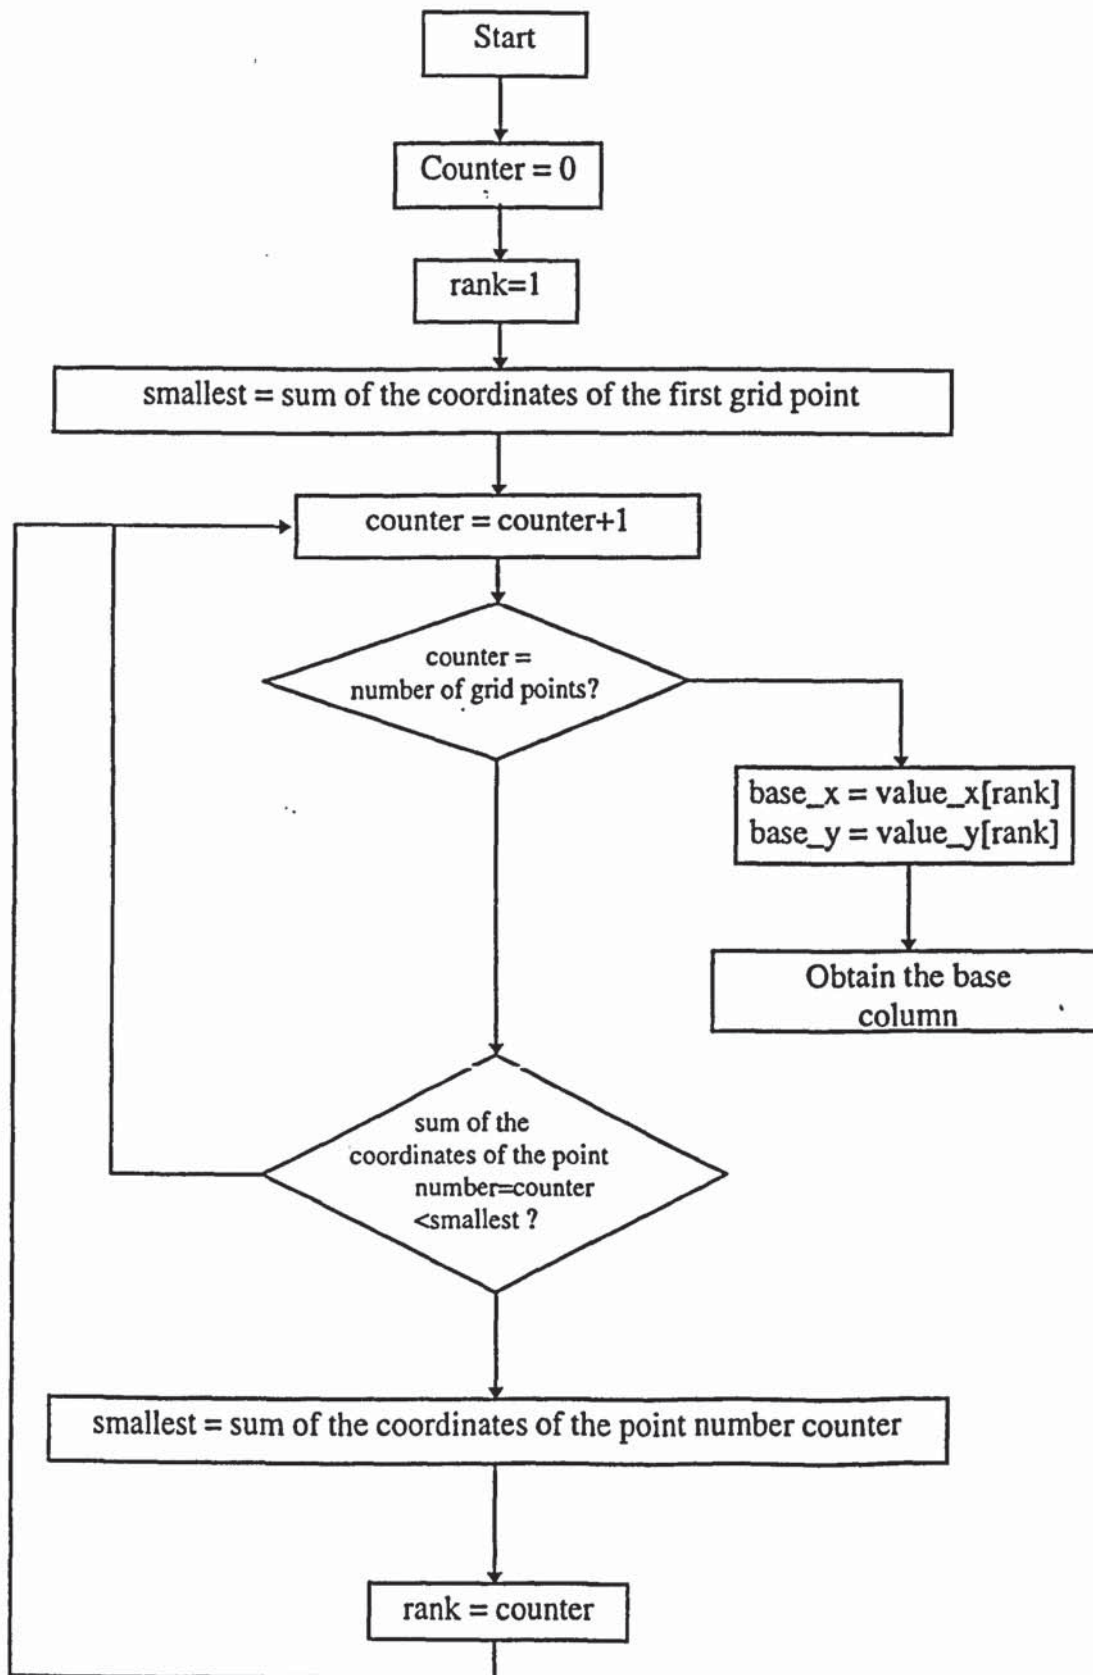 Start
Counter = 0
rank=1
smallest = sum of the coordinates of the first grid point
counter = counter+1
counter =
number of grid points?
base_x = value_x[rank]
base_y = value_y[rank]
Obtain the base
column
sum of the
coordinates of the point
number=counter
<smallest ?
smallest = sum of the coordinates of the point number counter
rank = counter